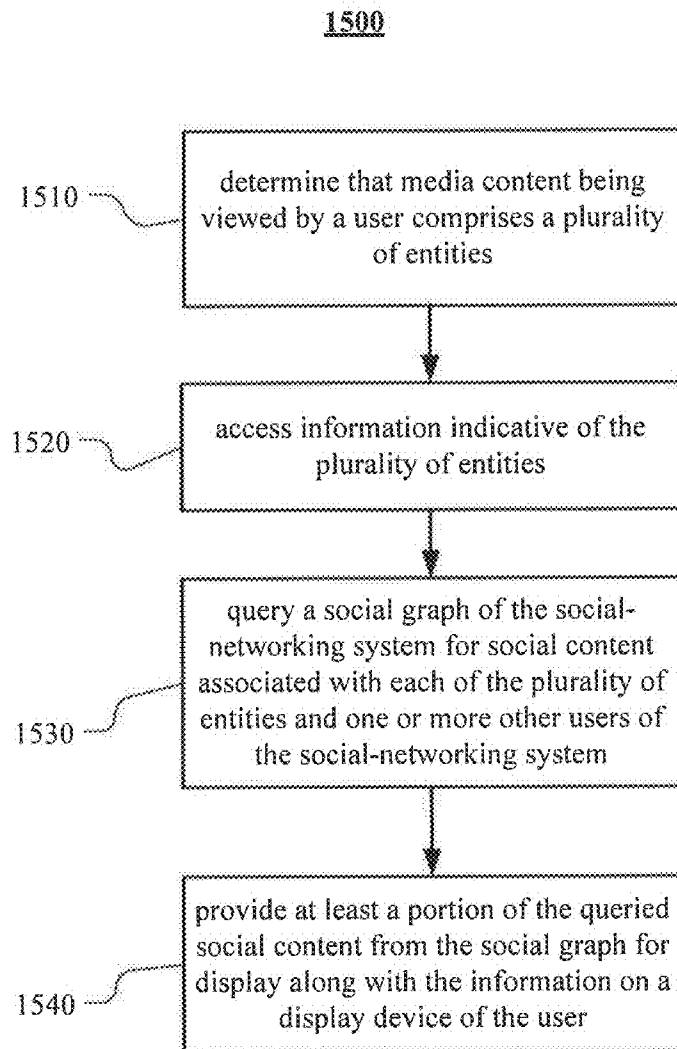 1500
1510
determine that media content being
viewed by a user comprises a plurality
of entities
1520
access information indicative of the
plurality of entities
1530
query a social graph of the social-
networking system for social content
associated with each of the plurality of
entities and one or more other users of
the social-networking system
1540
provide at least a portion of the queried
social content from the social graph for
display along with the information on a
display device of the user